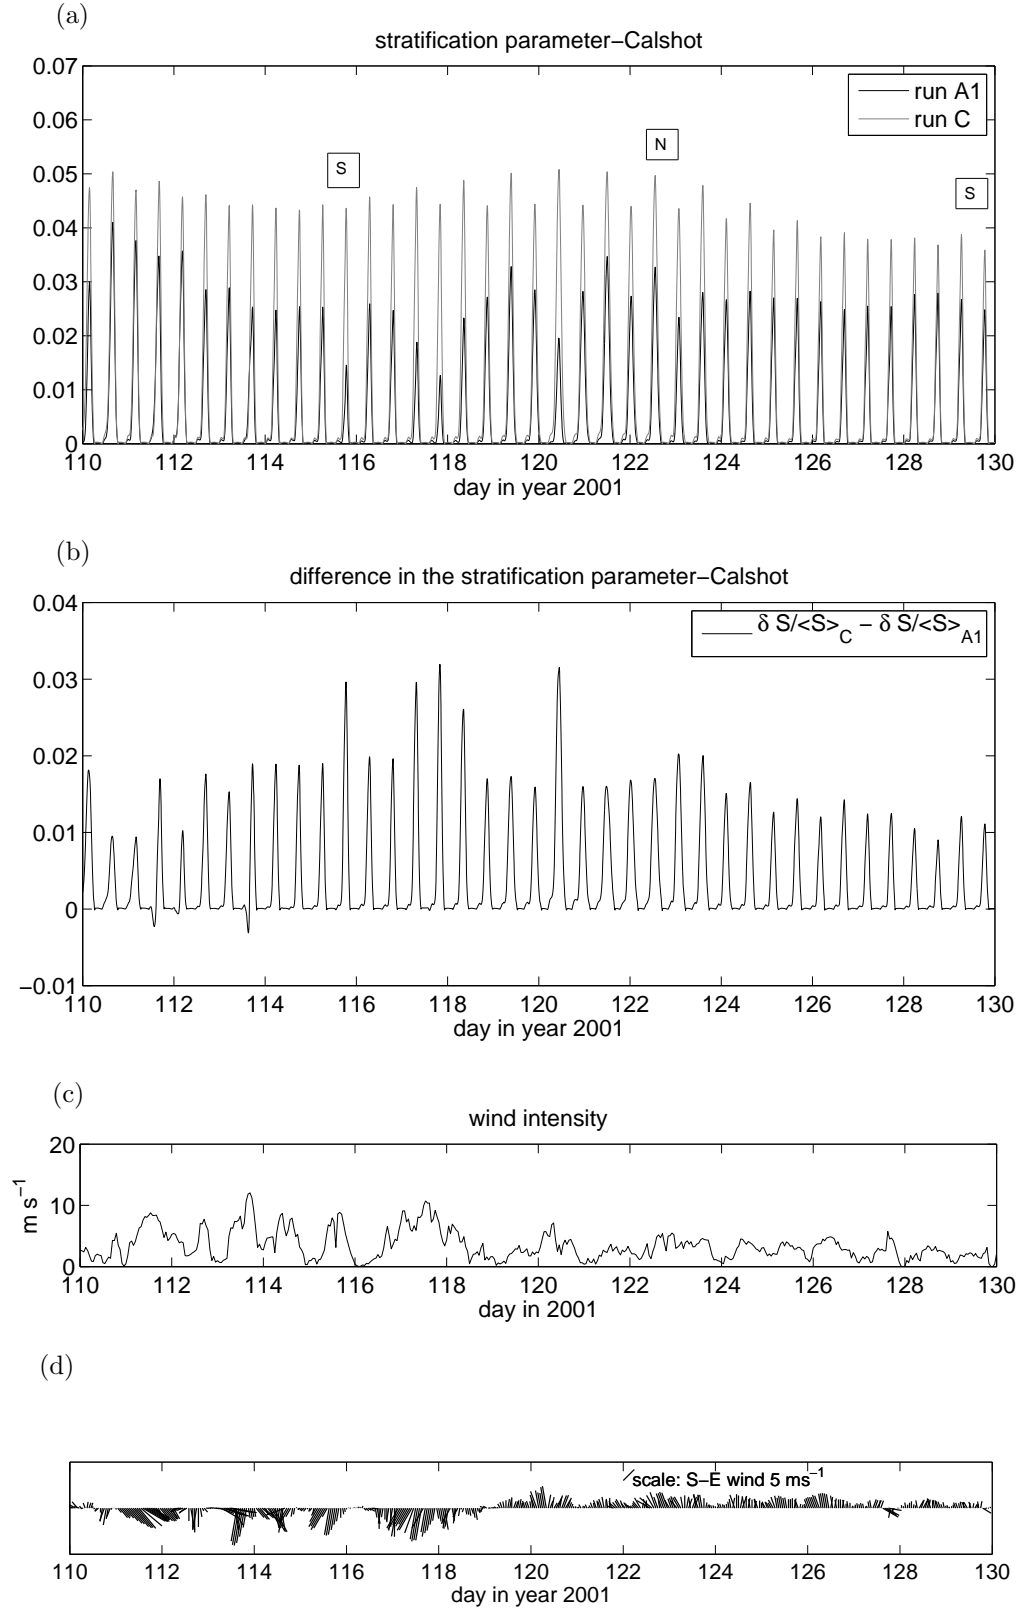 (a)
stratification parameter–Calshot
0.07
0.06
0.05
0.04
0.03
0.02
0.01
0
run A1
run C
S
N
S
110 112 114 116 118 120 122 124 126 128 130
day in year 2001
(b)
difference in the stratification parameter–Calshot
0.04
0.03
0.02
0.01
0
−0.01
δ S/<S>C − δ S/<S>A1
110 112 114 116 118 120 122 124 126 128 130
day in year 2001
(c)
wind intensity
20
10
0
m s−1
110 112 114 116 118 120 122 124 126 128 130
day in 2001
(d)
scale: S−E wind 5 ms−1
110 112 114 116 118 120 122 124 126 128 130
day in year 2001